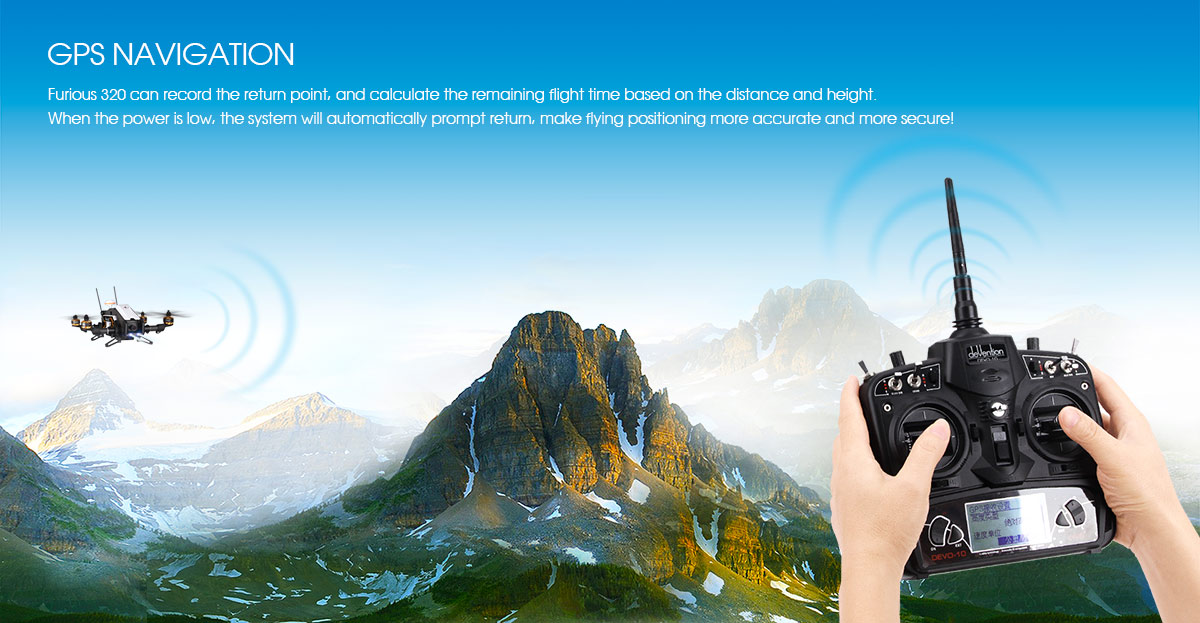 GPS NAVIGATION
Furious 320 can record the return point, and calculate the remaining flight time based on the distance and height.
When the power is low, the system will automatically prompt return, make flying positioning more accurate and more secure!
devention
DEVO-10
DEVO-10